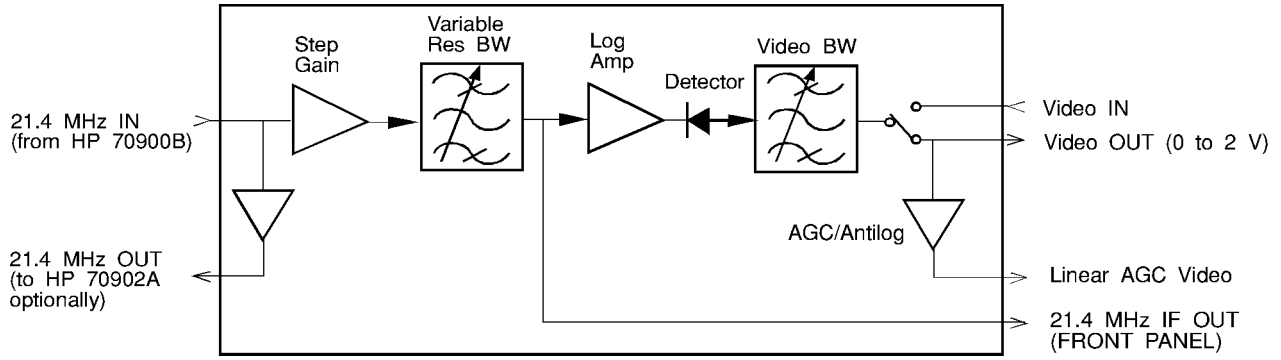 Step
Gain
Variable
Res BW
Log
Amp
Detector
Video BW
21.4 MHz IN
(from HP 70900B)
Video IN
Video OUT (0 to 2 V)
AGC/Antilog
21.4 MHz OUT
(to HP 70902A
optionally)
Linear AGC Video
21.4 MHz IF OUT
(FRONT PANEL)